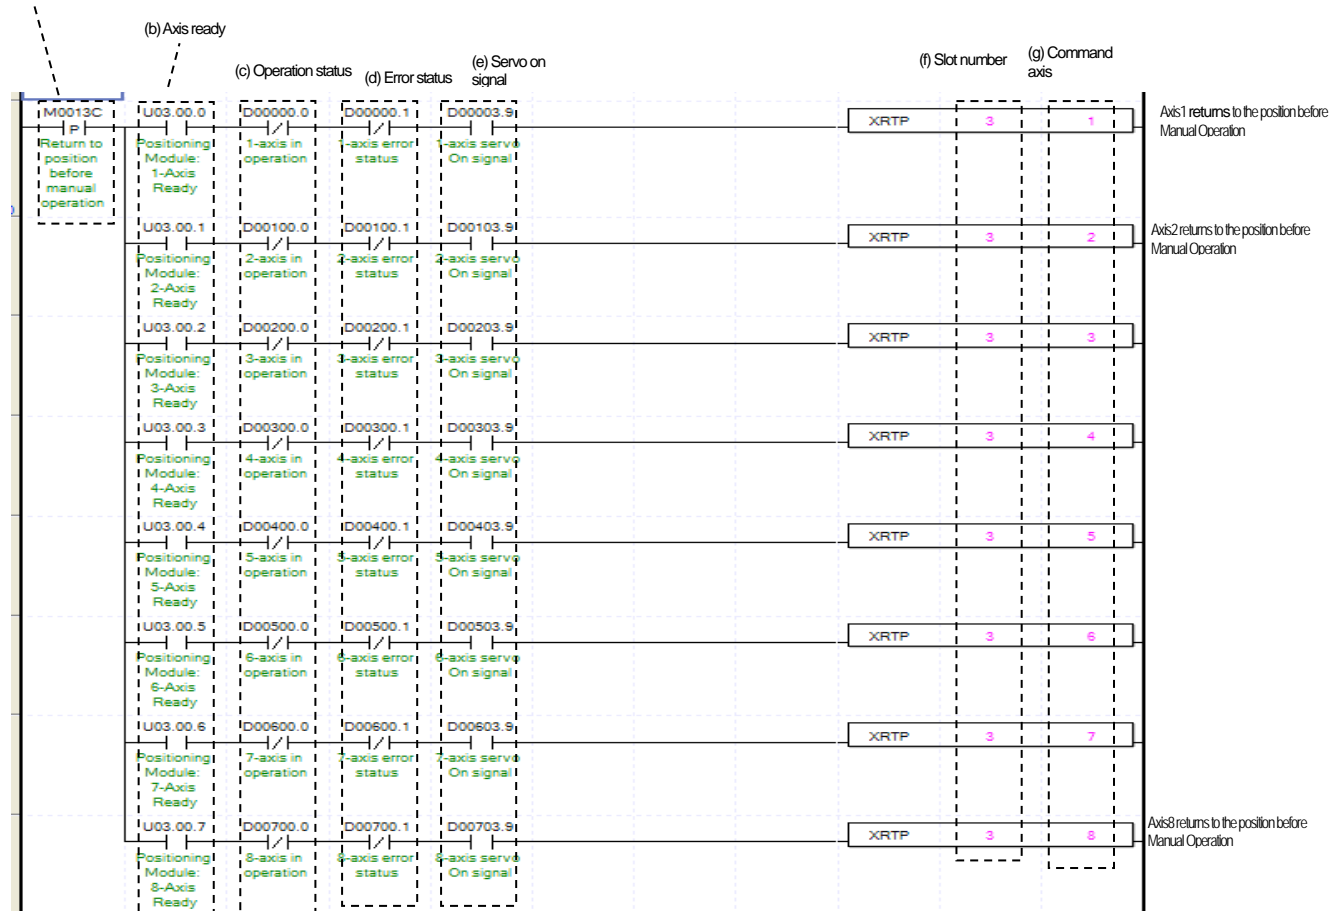 (b) Axis ready
(c) Operation status
(d) Error status
(e) Servo on
signal
(f) Slot number
(g) Command
axis
M0013C
P
Return to
position
before
manual
operation
U03.00.0
Positioning
Module:
1-Axis
Ready
D00000.0
1-axis in
operation
D00000.1
1-axis error
status
D00003.9
1-axis servo
On signal
XRTP 3 1
Axis1 returns to the position before
Manual Operation
U03.00.1
Positioning
Module:
2-Axis
Ready
D00100.0
2-axis in
operation
D00100.1
2-axis error
status
D00103.9
2-axis servo
On signal
XRTP 3 2
Axis2 returns to the position before
Manual Operation
U03.00.2
Positioning
Module:
3-Axis
Ready
D00200.0
3-axis in
operation
D00200.1
3-axis error
status
D00203.9
3-axis servo
On signal
XRTP 3 3
U03.00.3
Positioning
Module:
4-Axis
Ready
D00300.0
4-axis in
operation
D00300.1
4-axis error
status
D00303.9
4-axis servo
On signal
XRTP 3 4
U03.00.4
Positioning
Module:
5-Axis
Ready
D00400.0
5-axis in
operation
D00400.1
5-axis error
status
D00403.9
5-axis servo
On signal
XRTP 3 5
U03.00.5
Positioning
Module:
6-Axis
Ready
D00500.0
6-axis in
operation
D00500.1
6-axis error
status
D00503.9
6-axis servo
On signal
XRTP 3 6
U03.00.6
Positioning
Module:
7-Axis
Ready
D00600.0
7-axis in
operation
D00600.1
7-axis error
status
D00603.9
7-axis servo
On signal
XRTP 3 7
U03.00.7
Positioning
Module:
8-Axis
Ready
D00700.0
8-axis in
operation
D00700.1
8-axis error
status
D00703.9
8-axis servo
On signal
XRTP 3 8
Axis8 returns to the position before
Manual Operation